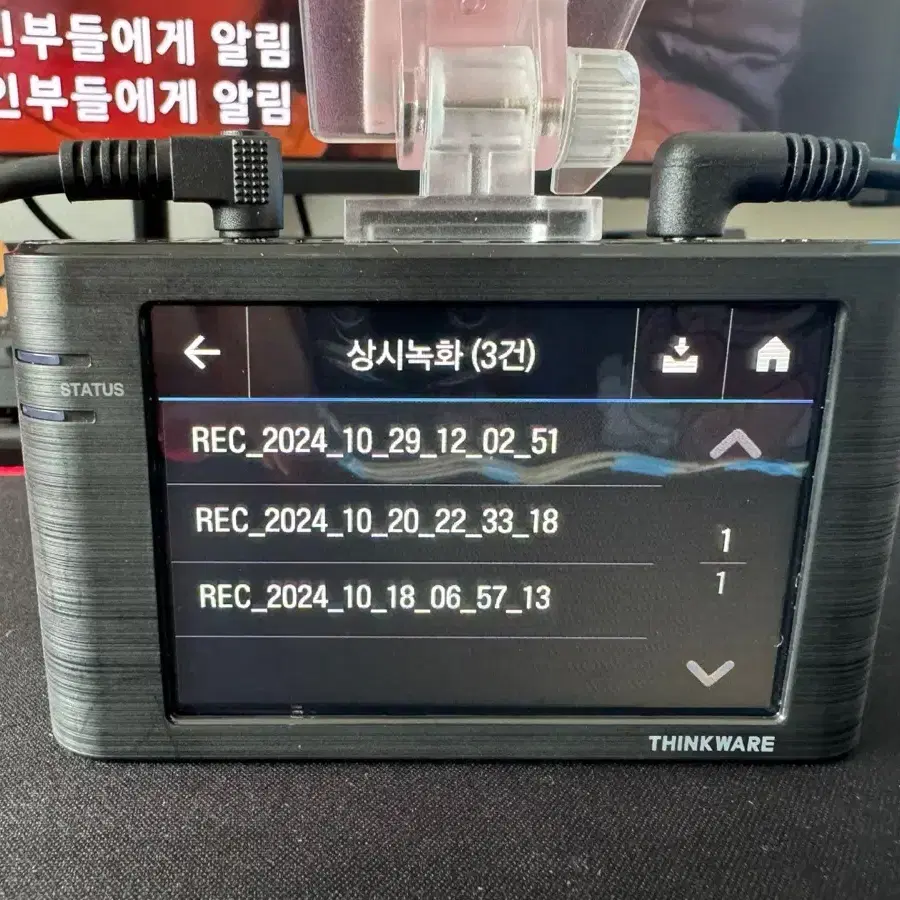 인부들에게 알림
인부들에게 알림
상시녹화 (3건)
STATUS
REC_2024_10_29_12_02_51
REC_2024_10_20_22_33_18
1
1
REC_2024_10_18_06_57_13
THINKWARE